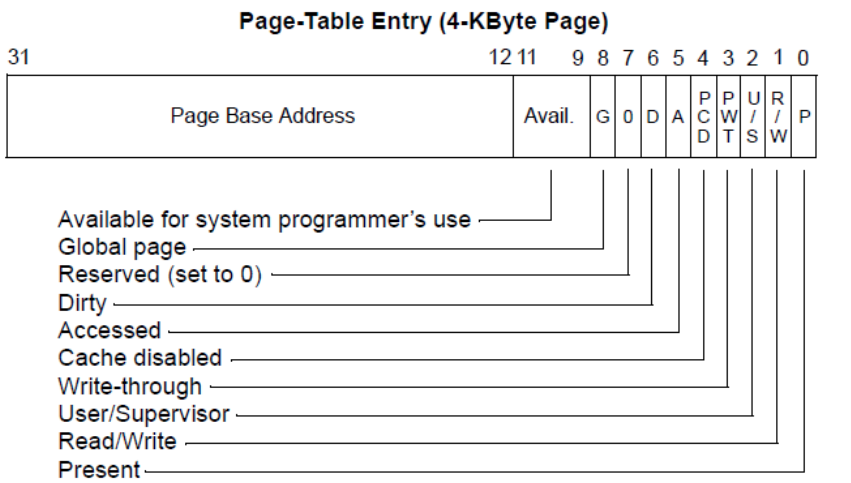 Page-Table Entry (4-KByte Page)
31 12 11 9 8 7 6 5 4 3 2 1 0
Page Base Address Avail. G 0 D A PCD PWT U/S R/W P
Available for system programmer’s use
Global page
Reserved (set to 0)
Dirty
Accessed
Cache disabled
Write-through
User/Supervisor
Read/Write
Present